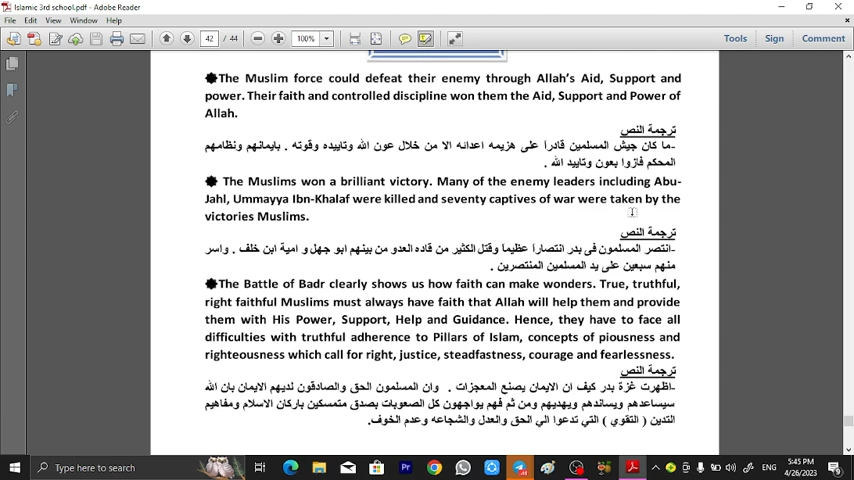 Islamic 3rd school.pdf - Adobe Reader
File Edit View Window Help
42 / 44 100% Tools Sign Comment
The Muslim force could defeat their enemy through Allah's Aid, Support and
power. Their faith and controlled discipline won them the Aid, Support and Power of
Allah.
ترجمة النص
-ما كان جيش المسلمين قادرأ على هزيمه اعدائه الا من خلال عون الله وتاييده وقوته . بايمانهم ونظامهم
المحكم فازوا بعون وتاييد الله .
The Muslims won a brilliant victory. Many of the enemy leaders including Abu-
Jahl, Ummayya Ibn-Khalaf were killed and seventy captives of war were taken by the
victories Muslims.
ترجمة النص
-انتصر المسلمون فى بدر انتصارأ عظيمأ وقتل الكثير من قاده العدو من بينهم ابو جهل و امية ابن خلف . واسر
منهم سبعين على يد المسلمين المنتصرين .
The Battle of Badr clearly shows us how faith can make wonders. True, truthful,
right faithful Muslims must always have faith that Allah will help them and provide
them with His Power, Support, Help and Guidance. Hence, they have to face all
difficulties with truthful adherence to Pillars of Islam, concepts of piousness and
righteousness which call for right, justice, steadfastness, courage and fearlessness.
ترجمة النص
-اظهرت غزة بدر كيف ان الايمان يصنع المعجزات . وان المسلمون الحق والصادقون لديهم الايمان بان الله
سيساعدهم ويساندهم ويهديهم ومن ثم فهم يواجهون كل الصعوبات بصدق متمسكين باركان الاسلام ومفاهيم
التدين ( التقوي ) التي تدعوا الي الحق والعدل والشجاعه وعدم الخوف.
Type here to search
ENG
5:45 PM
4/26/2023